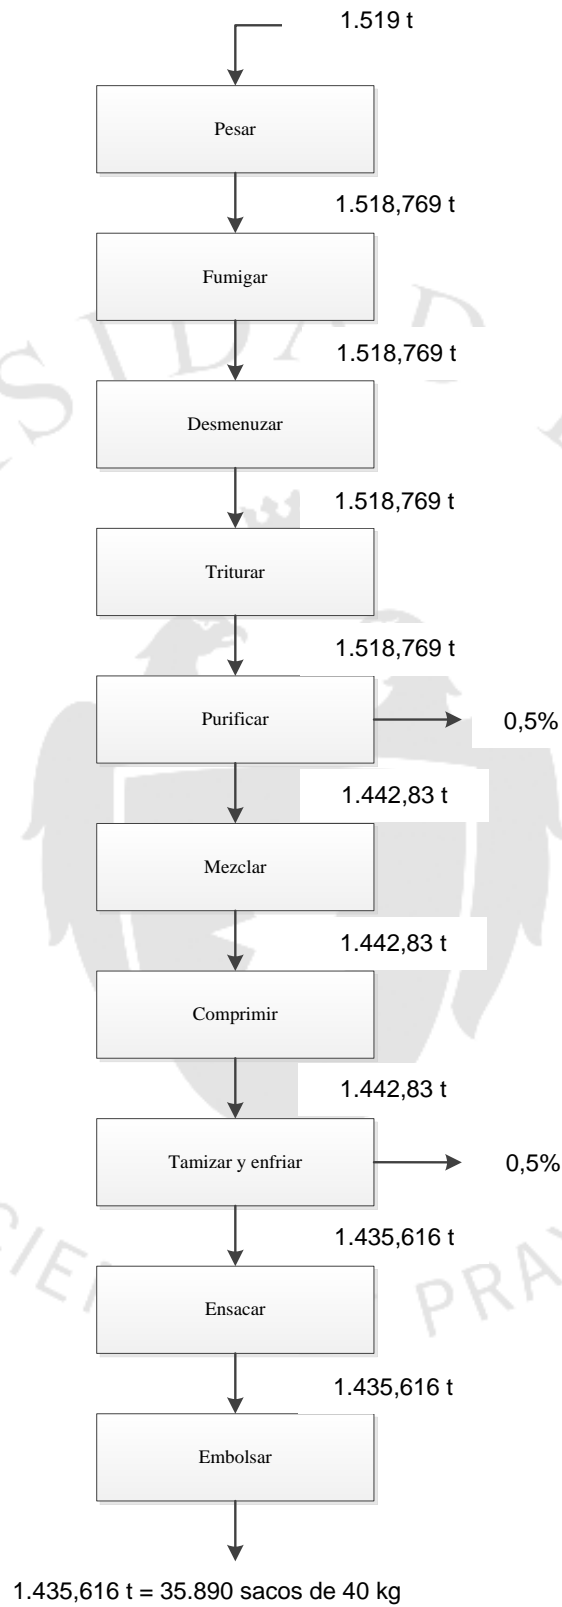 1.519 t
Pesar
1.518,769 t
Fumigar
1.518,769 t
Desmenuzar
1.518,769 t
Triturar
1.518,769 t
Purificar
0,5%
1.442,83 t
Mezclar
1.442,83 t
Comprimir
1.442,83 t
Tamizar y enfriar
0,5%
1.435,616 t
Ensacar
1.435,616 t
Embolsar
1.435,616 t = 35.890 sacos de 40 kg